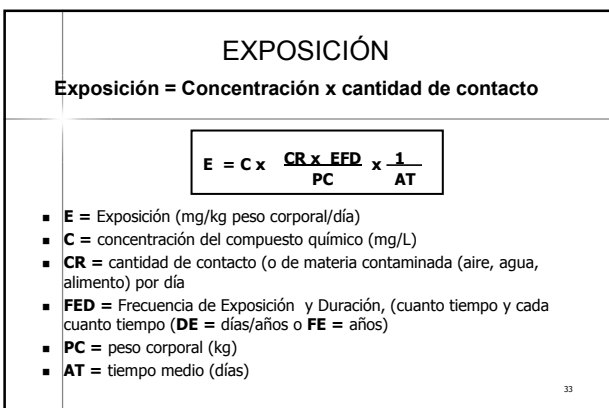 EXPOSICIÓN
Exposición = Concentración x cantidad de contacto
E = C x CR x EFD x 1
PC AT
■ E = Exposición (mg/kg peso corporal/día)
■ C = concentración del compuesto químico (mg/L)
■ CR = cantidad de contacto (o de materia contaminada (aire, agua,
alimento) por día
■ FED = Frecuencia de Exposición y Duración, (cuanto tiempo y cada
cuanto tiempo (DE = días/años o FE = años)
■ PC = peso corporal (kg)
■ AT = tiempo medio (días)
33